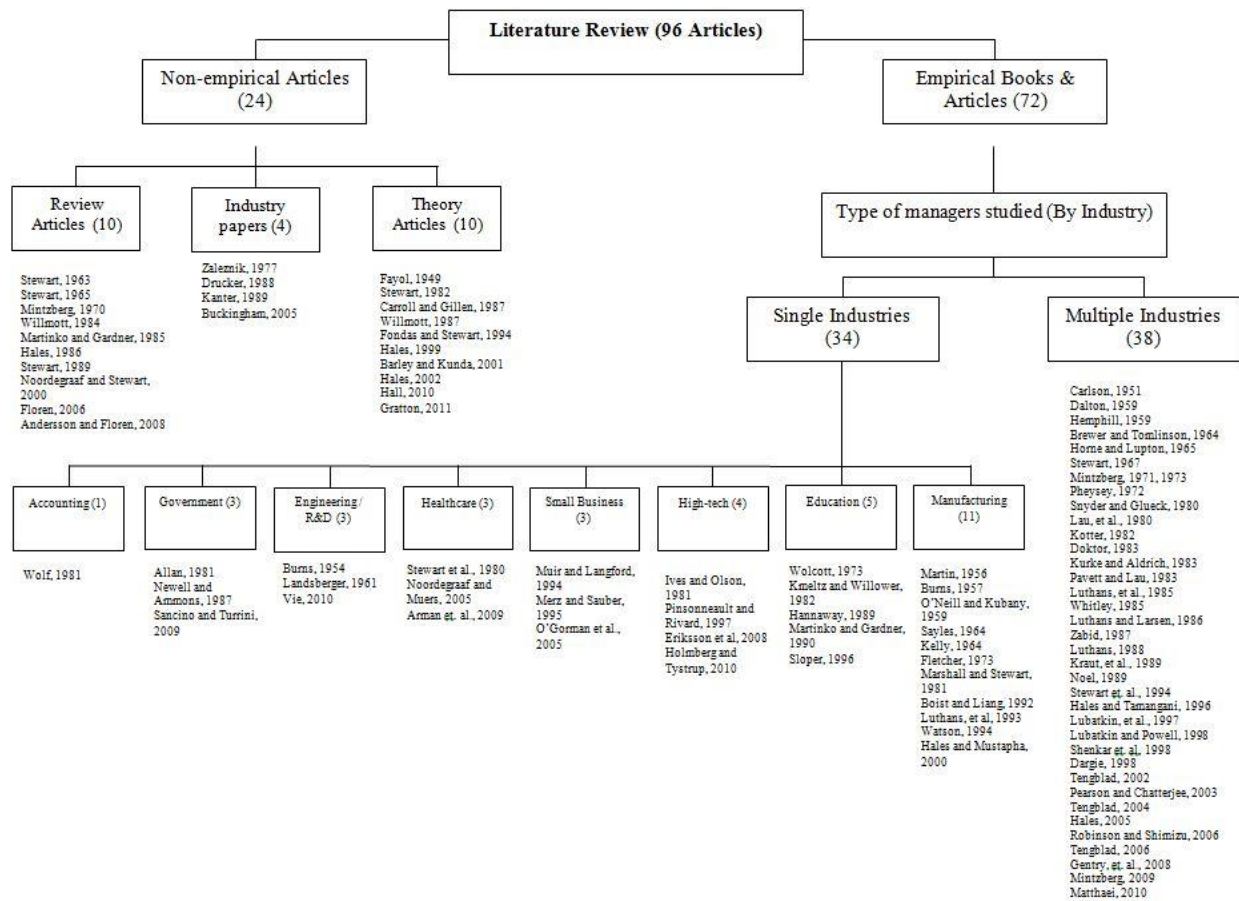 Literature Review (96 Articles)
Non-empirical Articles
(24)
Empirical Books &
Articles (72)
Review
Articles (10)
Industry
papers (4)
Theory
Articles (10)
Type of managers studied (By Industry)
Stewart, 1963
Stewart, 1965
Mintzberg, 1970
Willmott, 1984
Martinko and Gardner, 1985
Hales, 1986
Stewart, 1989
Noordegraaf and Stewart,
2000
Floren, 2006
Andersson and Floren, 2008
Zaleznik, 1977
Drucker, 1988
Kanter, 1989
Buckingham, 2005
Fayol, 1949
Stewart, 1982
Carroll and Gillen, 1987
Willmott, 1987
Fondas and Stewart, 1994
Hales, 1999
Barley and Kunda, 2001
Hales, 2002
Hall, 2010
Gratton, 2011
Single Industries
(34)
Multiple Industries
(38)
Accounting (1)
Government (3)
Engineering/
R&D (3)
Healthcare (3)
Small Business
(3)
High-tech (4)
Education (5)
Manufacturing
(11)
Wolf, 1981
Allan, 1981
Newell and
Ammons, 1987
Sancino and Turrini,
2009
Burns, 1954
Landsberger, 1961
Vie, 2010
Stewart et al., 1980
Noordegraaf and
Muers, 2005
Arman et. al., 2009
Muir and Langford,
1994
Merz and Sauber,
1995
O'Gorman et al.,
2005
Ives and Olson,
1981
Pinsonneault and
Rivard, 1997
Eriksson et al, 2008
Holmberg and
Tystrup, 2010
Wolcott, 1973
Kmeltz and Willower,
1982
Hannaway, 1989
Martinko and Gardner,
1990
Sloper, 1996
Martin, 1956
Burns, 1957
O'Neill and Kubany,
1959
Sayles, 1964
Kelly, 1964
Fletcher, 1973
Marshall and Stewart,
1981
Boist and Liang, 1992
Luthans, et al, 1993
Watson, 1994
Hales and Mustapha,
2000
Carlson, 1951
Dalton, 1959
Hemphill, 1959
Brewer and Tomlinson, 1964
Horne and Lupton, 1965
Stewart, 1967
Mintzberg, 1971, 1973
Pheysey, 1972
Snyder and Glueck, 1980
Lau, et al., 1980
Kotter, 1982
Doktor, 1983
Kurke and Aldrich, 1983
Pavett and Lau, 1983
Luthans, et al., 1985
Whitley, 1985
Luthans and Larsen, 1986
Zabid, 1987
Luthans, 1988
Kraut, et al., 1989
Noel, 1989
Stewart et. al., 1994
Hales and Tamangani, 1996
Lubatkin, et al., 1997
Lubatkin and Powell, 1998
Shenkar et. al, 1998
Dargie, 1998
Tengblad, 2002
Pearson and Chatterjee, 2003
Tengblad, 2004
Hales, 2005
Robinson and Shimizu, 2006
Tengblad, 2006
Gentry, et. al., 2008
Mintzberg, 2009
Matthaei, 2010